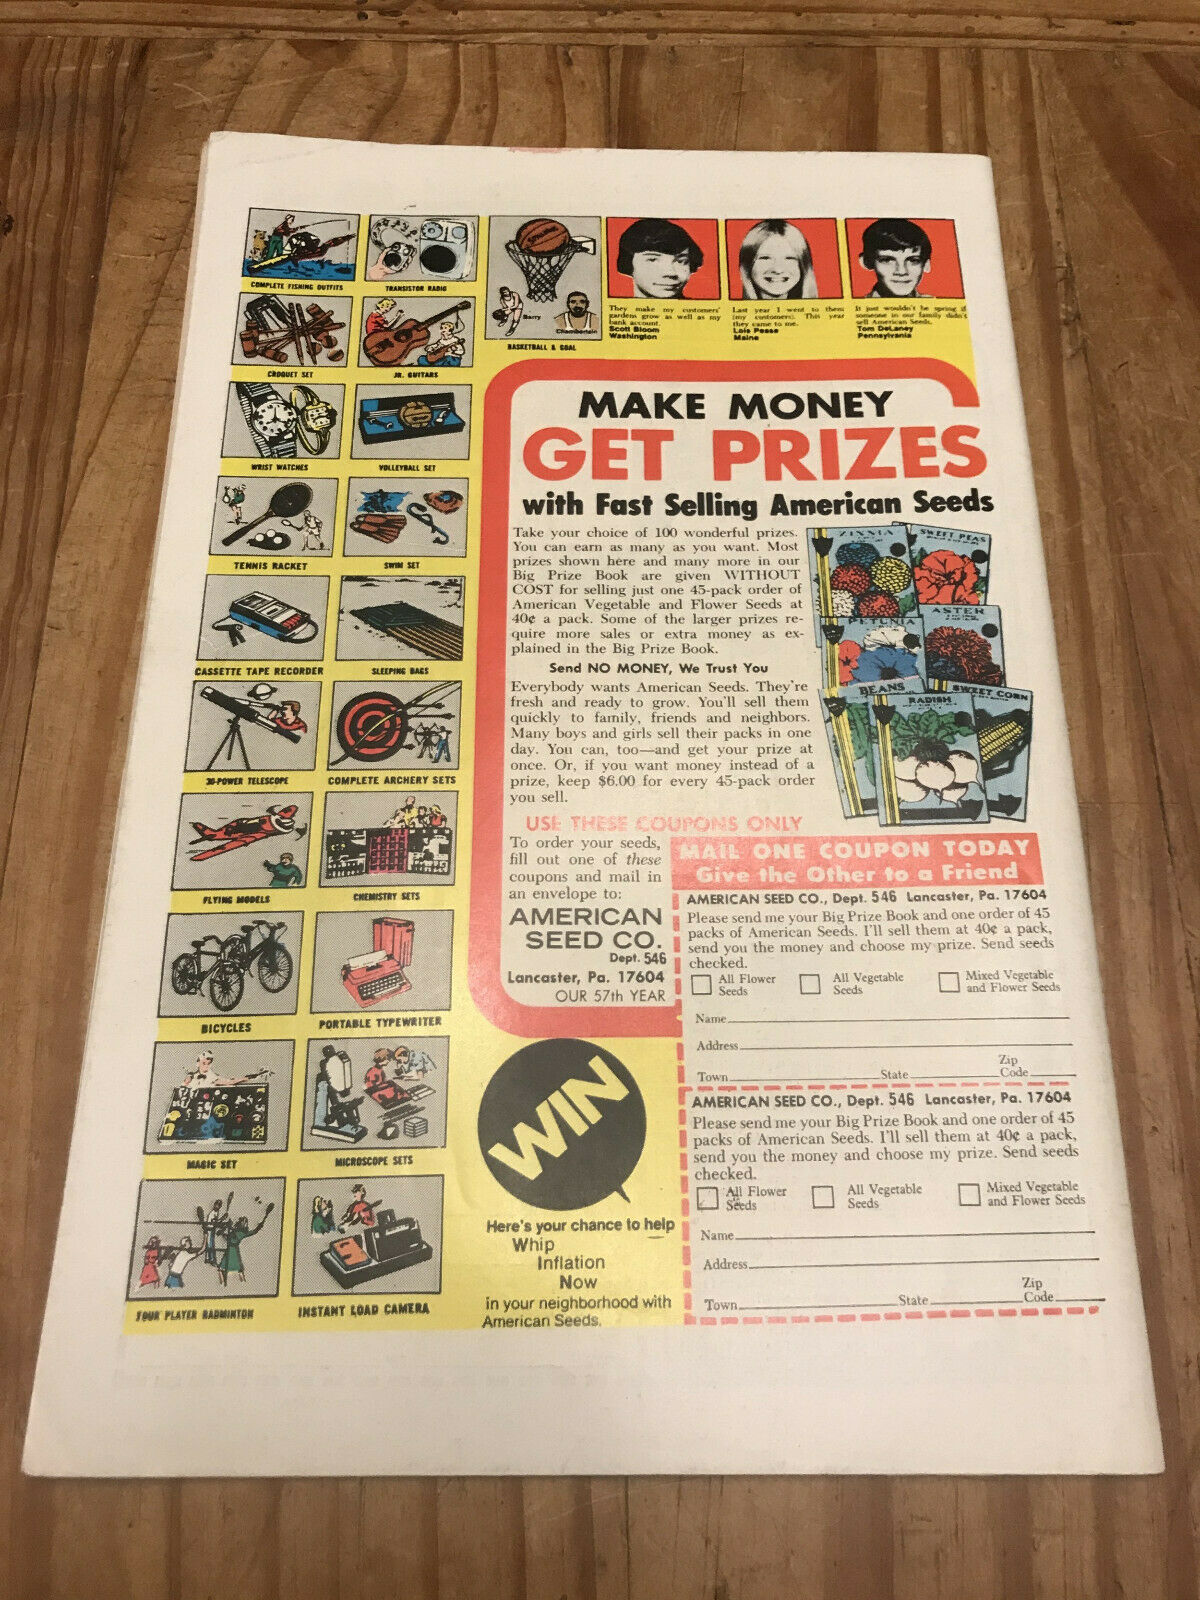 COMPLETE FISHING OUTFITS
TRANSISTOR RADIO
Spalding
Barry
Chamberlain
BASKETBALL & GOAL
They make my customers'
gardens grow as well as my
bank account.
Scott Bloom
Washington
Last year I went to them
(my customers). This year
they came to me.
Lois Pease
Maine
It just wouldn't be spring if
someone in our family didn't
sell American Seeds.
Tom DeLaney
Pennsylvania
CROQUET SET
JR. GUITARS
WRIST WATCHES
VOLLEYBALL SET
TENNIS RACKET
SWIM SET
CASSETTE TAPE RECORDER
SLEEPING BAGS
30-POWER TELESCOPE
COMPLETE ARCHERY SETS
FLYING MODELS
CHEMISTRY SETS
BICYCLES
PORTABLE TYPEWRITER
MAGIC SET
MICROSCOPE SETS
FOUR PLAYER BADMINTON
INSTANT LOAD CAMERA
MAKE MONEY
GET PRIZES
with Fast Selling American Seeds
Take your choice of 100 wonderful prizes.
You can earn as many as you want. Most
prizes shown here and many more in our
Big Prize Book are given WITHOUT
COST for selling just one 45-pack order of
American Vegetable and Flower Seeds at
40¢ a pack. Some of the larger prizes re-
quire more sales or extra money as ex-
plained in the Big Prize Book.
Send NO MONEY, We Trust You
Everybody wants American Seeds. They're
fresh and ready to grow. You'll sell them
quickly to family, friends and neighbors.
Many boys and girls sell their packs in one
day. You can, too—and get your prize at
once. Or, if you want money instead of a
prize, keep $6.00 for every 45-pack order
you sell.
ZINNIA
SWEET PEAS
ASTER
PETUNIA
BEANS
SWEET CORN
RADISH
USE THESE COUPONS ONLY
To order your seeds,
fill out one of these
coupons and mail in
an envelope to:
AMERICAN
SEED CO.
Dept. 546
Lancaster, Pa. 17604
OUR 57th YEAR
WIN
Here's your chance to help
Whip
Inflation
Now
in your neighborhood with
American Seeds.
MAIL ONE COUPON TODAY
Give the Other to a Friend
AMERICAN SEED CO., Dept. 546 Lancaster, Pa. 17604
Please send me your Big Prize Book and one order of 45
packs of American Seeds. I'll sell them at 40¢ a pack,
send you the money and choose my prize. Send seeds
checked.
All Flower Seeds All Vegetable Seeds Mixed Vegetable and Flower Seeds
Name
Address
Town State Zip Code
AMERICAN SEED CO., Dept. 546 Lancaster, Pa. 17604
Please send me your Big Prize Book and one order of 45
packs of American Seeds. I'll sell them at 40¢ a pack,
send you the money and choose my prize. Send seeds
checked.
All Flower Seeds All Vegetable Seeds Mixed Vegetable and Flower Seeds
Name
Address
Town State Zip Code